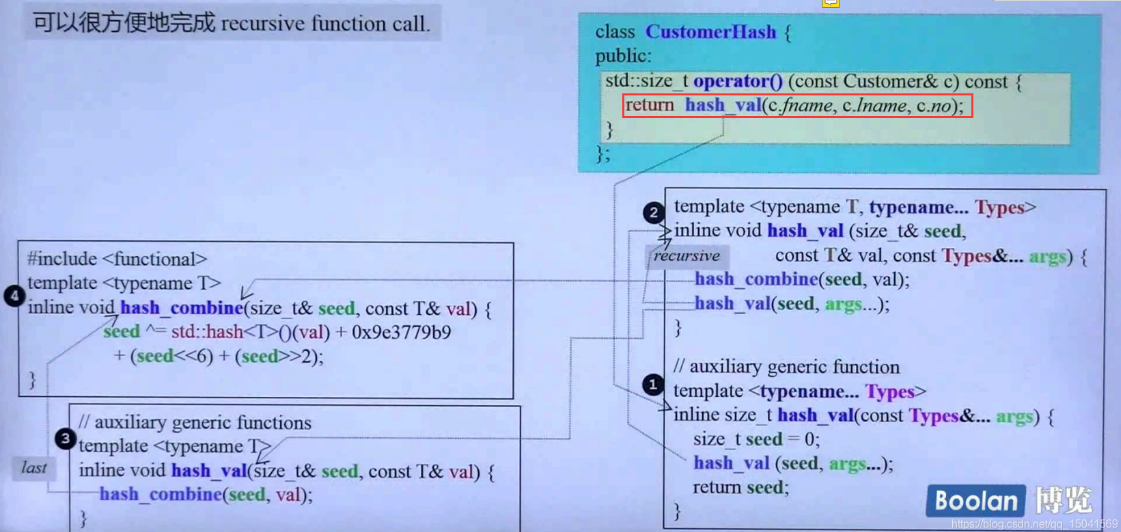 可以很方便地完成 recursive function call.
class CustomerHash {
public:
std::size_t operator() (const Customer& c) const {
return hash_val(c.fname, c.lname, c.no);
}
};
2
template <typename T, typename... Types>
inline void hash_val (size_t& seed,
recursive
const T& val, const Types&... args) {
hash_combine(seed, val);
hash_val(seed, args...);
}
// auxiliary generic function
1
template <typename... Types>
inline size_t hash_val(const Types&... args) {
size_t seed = 0;
hash_val (seed, args...);
return seed;
}
#include <functional>
template <typename T>
4
inline void hash_combine(size_t& seed, const T& val) {
seed ^= std::hash<T>()(val) + 0x9e3779b9
+ (seed<<6) + (seed>>2);
}
// auxiliary generic functions
3
template <typename T>
inline void hash_val(size_t& seed, const T& val) {
last
hash_combine(seed, val);
}
Boolan 博览
https://blog.csdn.net/qq_15041569